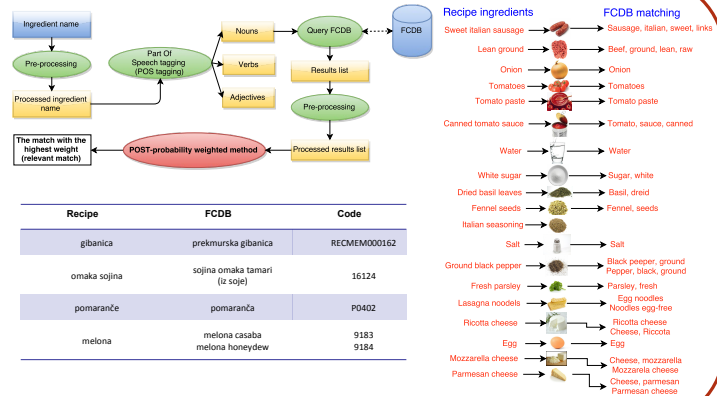 Ingredient name
Pre-processing
Processed ingredient
name
Part Of
Speech tagging
(POS tagging)
Nouns
Verbs
Adjectives
Query FCDB
FCDB
Results list
Pre-processing
Processed results list
POST-probability weighted method
The match with the
highest weight
(relevant match)
Recipe FCDB Code
gibanica prekmurska gibanica RECMEM000162
omaka sojina sojina omaka tamari
(iz soje) 16124
pomaranče pomaranča P0402
melona melona casaba 9183
melona honeydew 9184
Recipe ingredients FCDB matching
Sweet italian sausage Sausage, italian, sweet, links
Lean ground Beef, ground, lean, raw
Onion Onion
Tomatoes Tomatoes
Tomato paste Tomato paste
Canned tomato sauce Tomato, sauce, canned
Water Water
White sugar Sugar, white
Dried basil leaves Basil, dreid
Fennel seeds Fennel, seeds
Italian seasoning
Salt Salt
Ground black pepper Black peeper, ground
Pepper, black, ground
Fresh parsley Parsley, fresh
Lasagna noodels Egg noodles
Noodles egg-free
Ricotta cheese Ricotta cheese
Cheese, Riccota
Egg Egg
Mozzarella cheese Cheese, mozzarella
Mozzarela cheese
Parmesan cheese Cheese, parmesan
Parmesan cheese